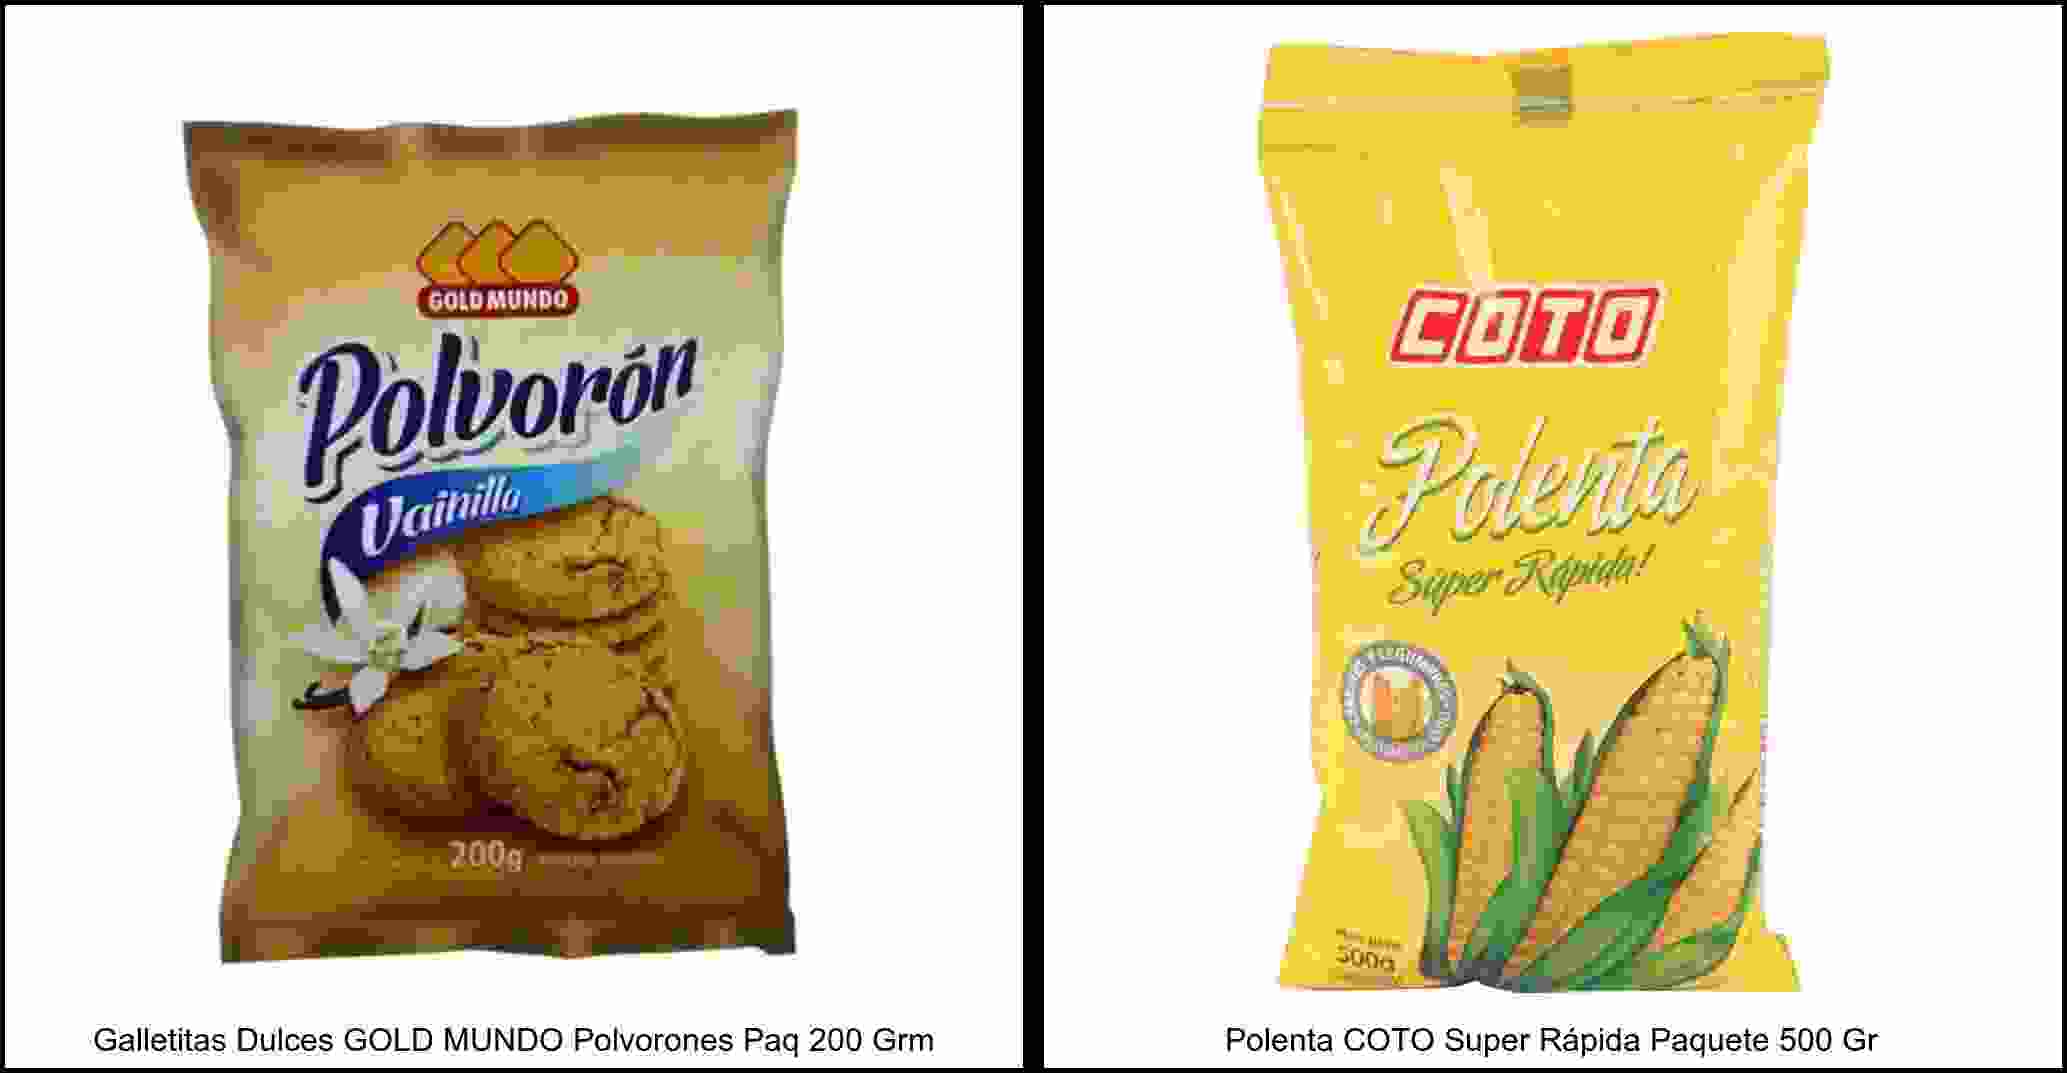 GOLD MUNDO
Polvorón
Vainilla
200g
Galletitas Dulces GOLD MUNDO Polvorones Paq 200 Grm
COTO
Polenta
Súper Rápida!
500g
Polenta COTO Super Rápida Paquete 500 Gr